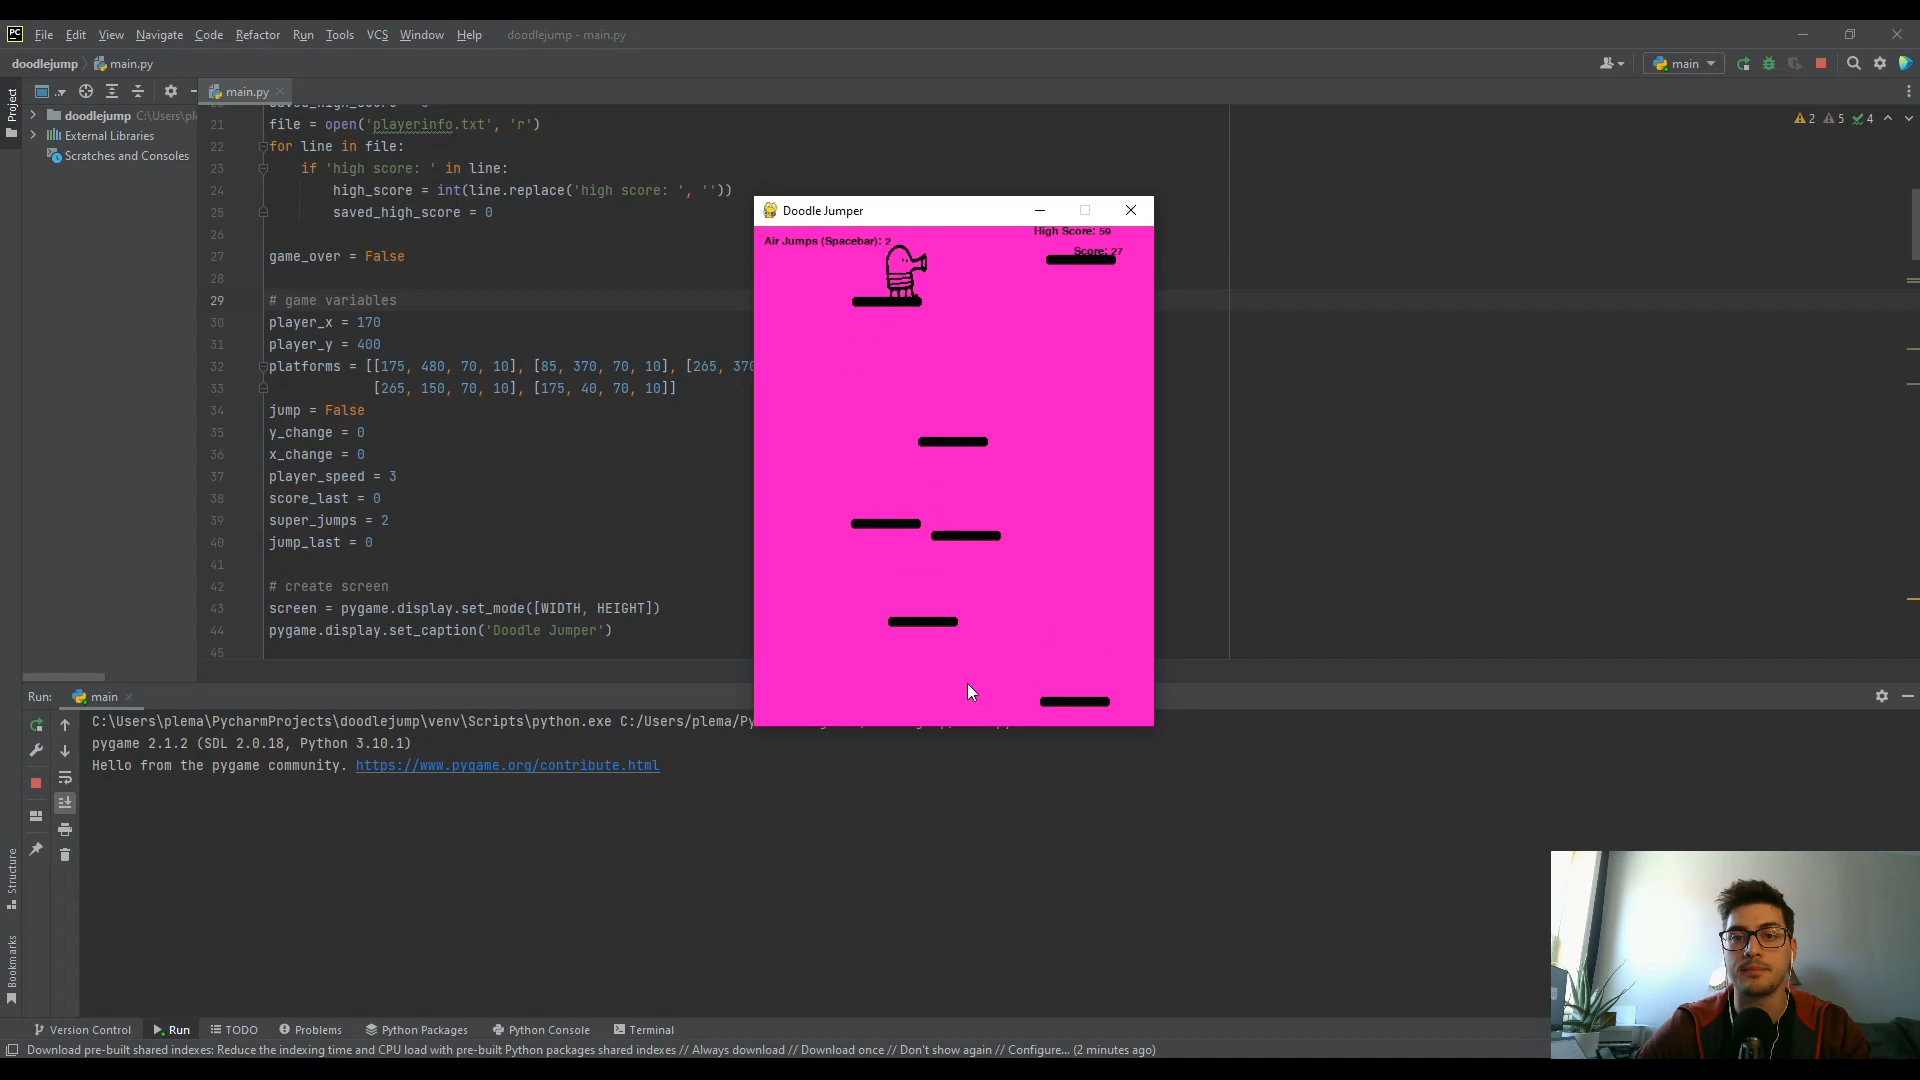 PC File Edit View Navigate Code Refactor Run Tools VCS Window Help doodlejump - main.py
doodlejump main.py
main
Project
main.py
doodlejump C:\Users\ple
External Libraries
Scratches and Consoles
2 5 4
21 file = open('playerinfo.txt', 'r')
22 for line in file:
23 if 'high score: ' in line:
24 high_score = int(line.replace('high score: ', ''))
25 saved_high_score = 0
26
27 game_over = False
28
29 # game variables
30 player_x = 170
31 player_y = 400
32 platforms = [[175, 480, 70, 10], [85, 370, 70, 10], [265, 370
33 [265, 150, 70, 10], [175, 40, 70, 10]]
34 jump = False
35 y_change = 0
36 x_change = 0
37 player_speed = 3
38 score_last = 0
39 super_jumps = 2
40 jump_last = 0
41
42 # create screen
43 screen = pygame.display.set_mode([WIDTH, HEIGHT])
44 pygame.display.set_caption('Doodle Jumper')
45
Doodle Jumper
Air Jumps (Spacebar): 2
High Score: 59
Score: 27
Run: main
C:\Users\plema\PycharmProjects\doodlejump\venv\Scripts\python.exe C:/Users/plema/Py
pygame 2.1.2 (SDL 2.0.18, Python 3.10.1)
Hello from the pygame community. https://www.pygame.org/contribute.html
Structure
Bookmarks
Version Control Run TODO Problems Python Packages Python Console Terminal
Download pre-built shared indexes: Reduce the indexing time and CPU load with pre-built Python packages shared indexes // Always download // Download once // Don't show again // Configure... (2 minutes ago)